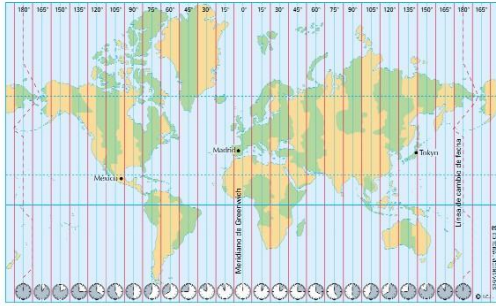 180° 165° 150° 135° 120° 105° 90° 75° 60° 45° 30° 15° 0° 15° 30° 45° 60° 75° 90° 105° 120° 135° 150° 165° 180° 165°
Madrid
Tokyo
México
Meridiano de Greenwich
Línea de cambio de fecha